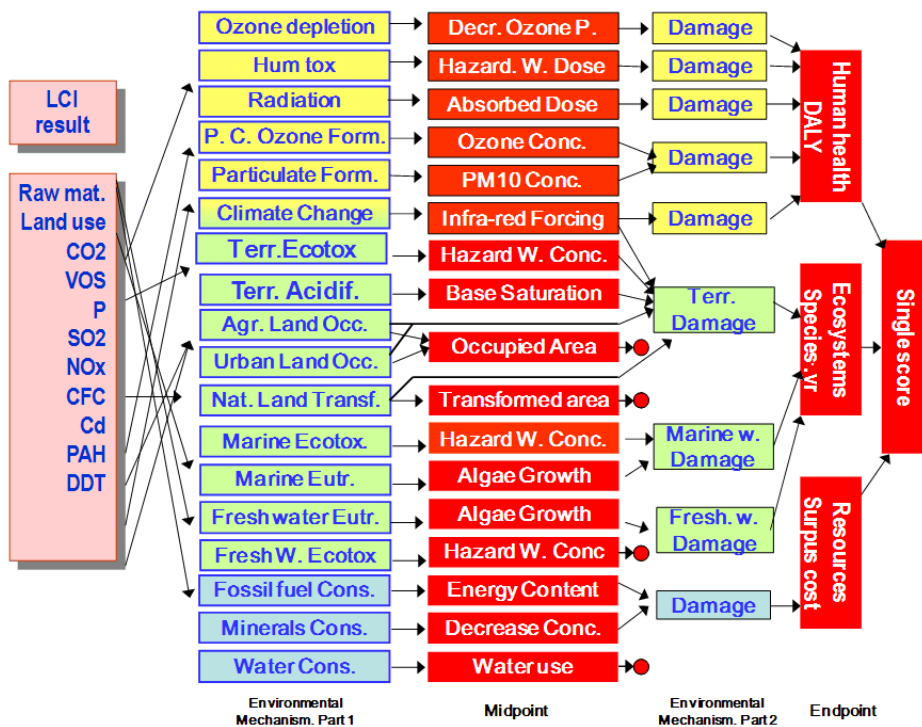 LCI
result
Raw mat.
Land use
CO2
VOS
P
SO2
NOx
CFC
Cd
PAH
DDT
Ozone depletion
Hum tox
Radiation
P. C. Ozone Form.
Particulate Form.
Climate Change
Terr.Ecotox
Terr. Acidif.
Agr. Land Occ.
Urban Land Occ.
Nat. Land Transf.
Marine Ecotox.
Marine Eutr.
Freshwater Eutr.
Fresh W. Ecotox
Fossil fuel Cons.
Minerals Cons.
Water Cons.
Environmental
Mechanism. Part 1
Decr. Ozone P.
Hazard. W. Dose
Absorbed Dose
Ozone Conc.
PM10 Conc.
Infra-red Forcing
Hazard W. Conc.
Base Saturation
Occupied Area
Transformed area
Hazard W. Conc.
Algae Growth
Algae Growth
Hazard W. Conc
Energy Content
Decrease Conc.
Water use
Midpoint
Damage
Damage
Damage
Damage
Damage
Terr.
Damage
Marine w.
Damage
Fresh. w.
Damage
Damage
Environmental
Mechanism. Part 2
Human health
DALY
Ecosystems
Species·.yr
Resources
Surpus cost
Endpoint
Single score